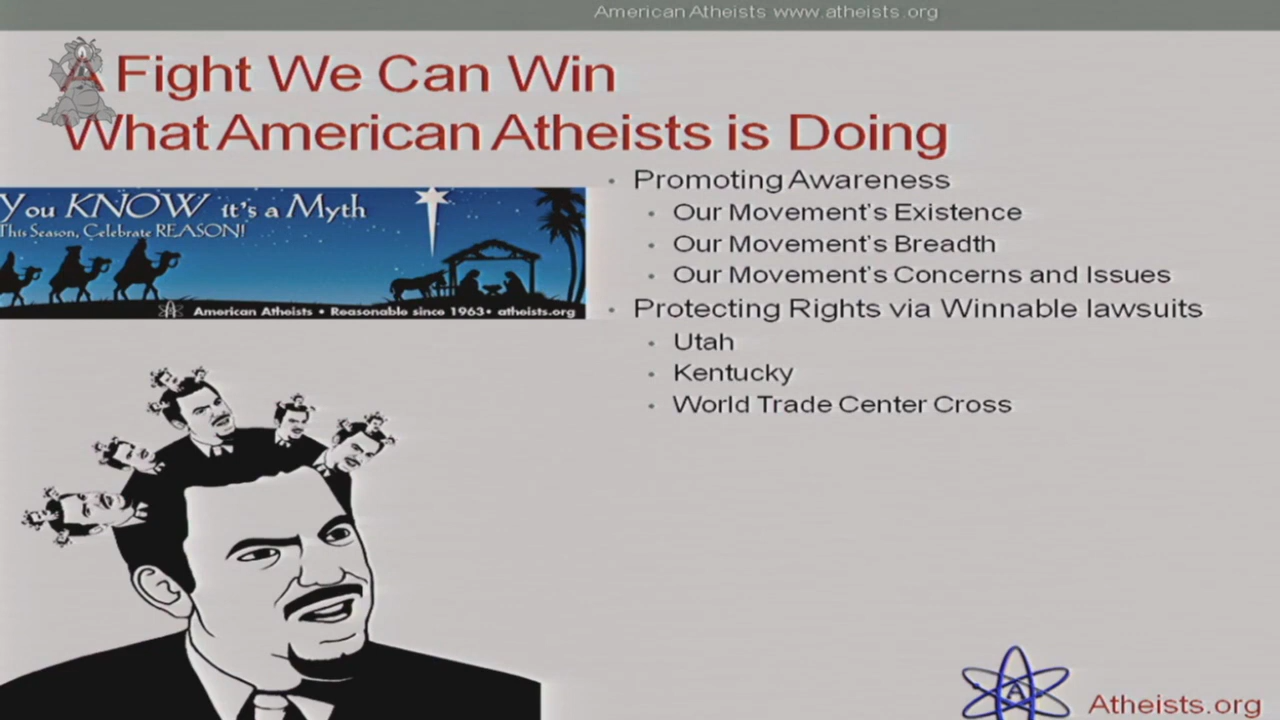 American Atheists www.atheists.org
A Fight We Can Win
What American Atheists is Doing
You KNOW it's a Myth
This Season, Celebrate REASON!
American Atheists • Reasonable since 1963• atheists.org
• Promoting Awareness
• Our Movement's Existence
• Our Movement's Breadth
• Our Movement's Concerns and Issues
• Protecting Rights via Winnable lawsuits
• Utah
• Kentucky
• World Trade Center Cross
A
Atheists.org